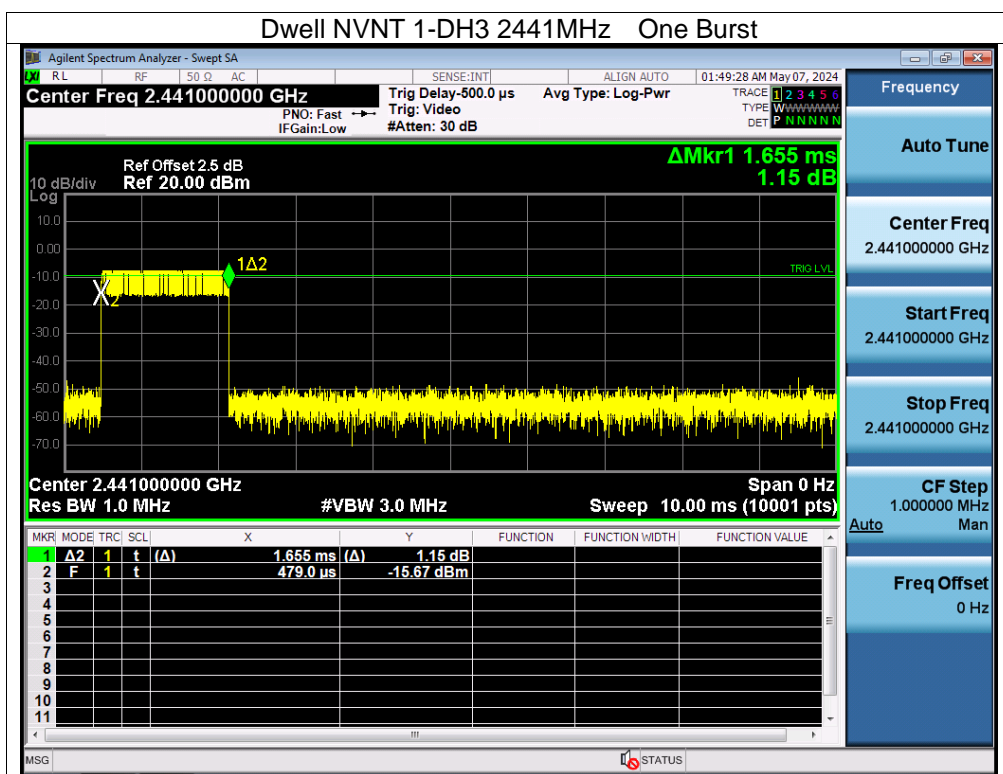 Dwell NVNT 1-DH3 2441MHz One Burst
Agilent Spectrum Analyzer - Swept SA
LXI RL RF 50 Ω AC SENSE:INT ALIGN AUTO 01:49:28 AM May 07, 2024
Center Freq 2.441000000 GHz Trig Delay-500.0 µs Avg Type: Log-Pwr TRACE 1 2 3 4 5 6
PNO: Fast Trig: Video TYPE WWWWWW
IFGain:Low #Atten: 30 dB DET P N N N N N
ΔMkr1 1.655 ms
Ref Offset 2.5 dB
10 dB/div Ref 20.00 dBm 1.15 dB
Log
10.0
0.00
1Δ2
-10.0 TRIG LVL
2
-20.0
-30.0
-40.0
-50.0
-60.0
-70.0
Center 2.441000000 GHz Span 0 Hz
Res BW 1.0 MHz #VBW 3.0 MHz Sweep 10.00 ms (10001 pts)
MKR MODE TRC SCL X Y FUNCTION FUNCTION WIDTH FUNCTION VALUE
1 Δ2 1 t (Δ) 1.655 ms (Δ) 1.15 dB
2 F 1 t 479.0 µs -15.67 dBm
3
4
5
6
7
8
9
10
11
MSG STATUS
Frequency
Auto Tune
Center Freq
2.441000000 GHz
Start Freq
2.441000000 GHz
Stop Freq
2.441000000 GHz
CF Step
1.000000 MHz
Auto Man
Freq Offset
0 Hz